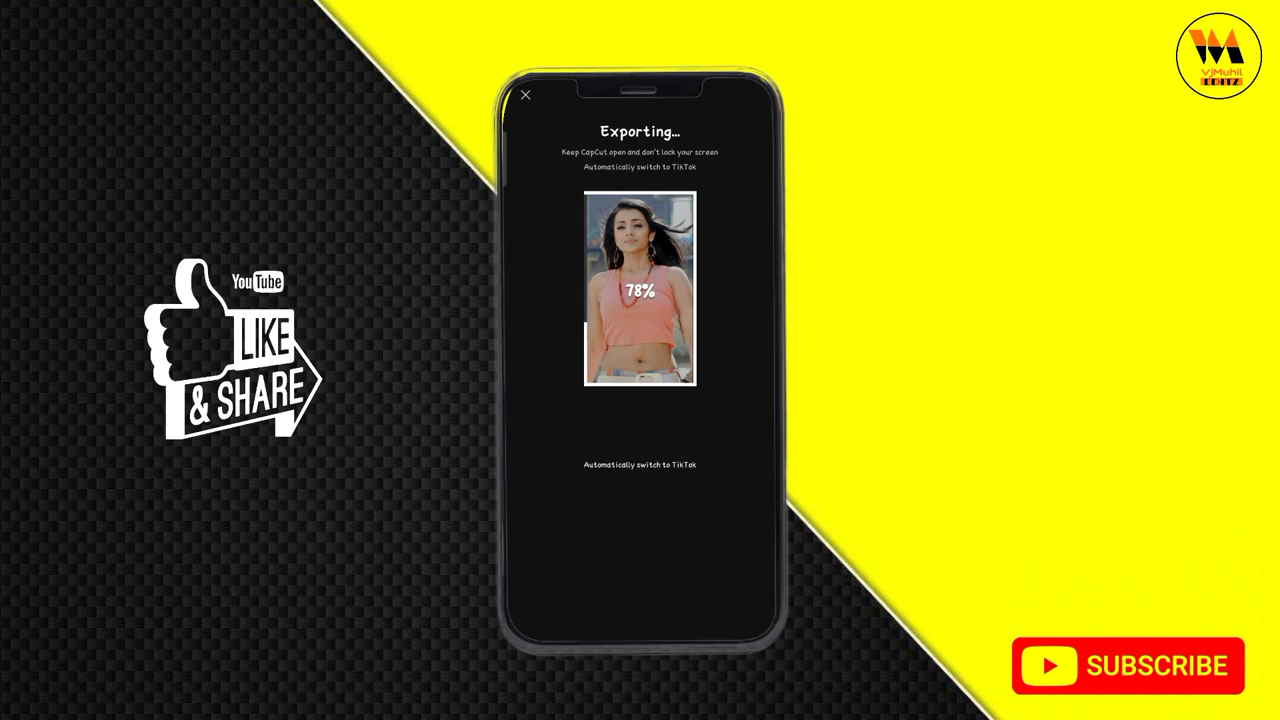 VjMuhil
EDITZ
Exporting...
Keep CapCut open and don't lock your screen
Automatically switch to TikTok
78%
YouTube
LIKE
& SHARE
Automatically switch to TikTok
SUBSCRIBE